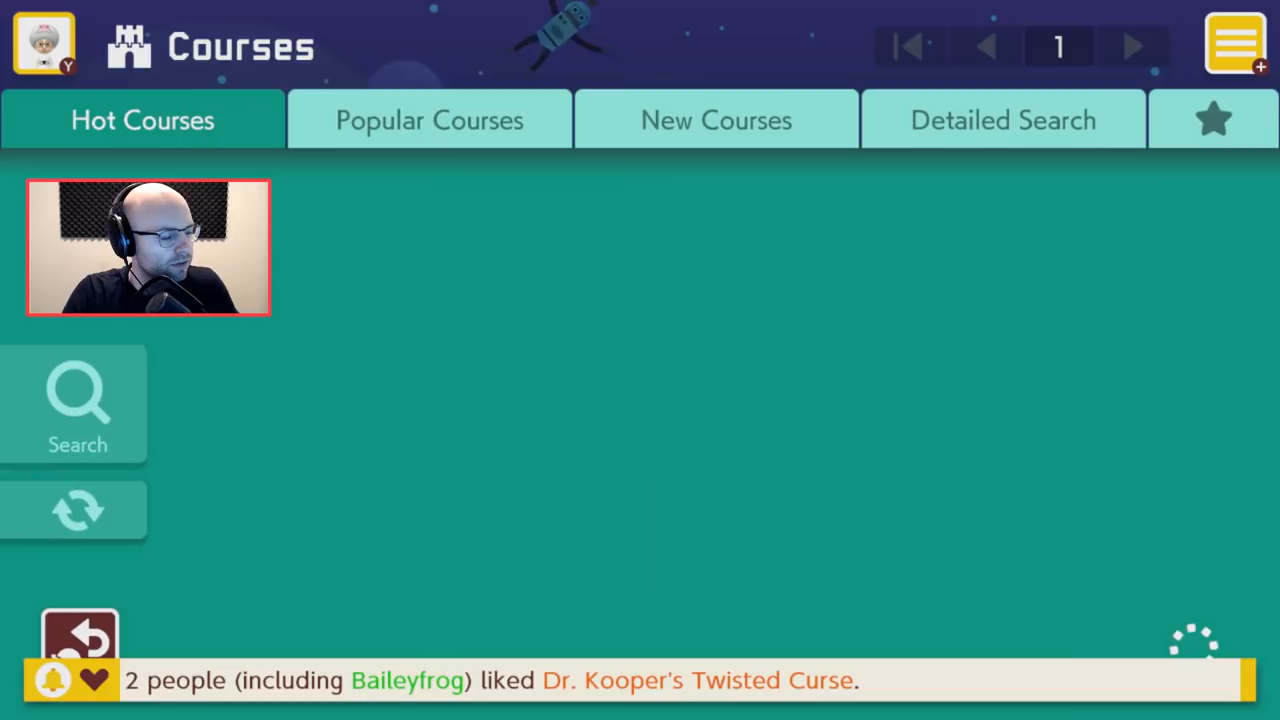 Y
Courses
1
+
Hot Courses
Popular Courses
New Courses
Detailed Search
Search
2 people (including Baileyfrog) liked Dr. Kooper's Twisted Curse.